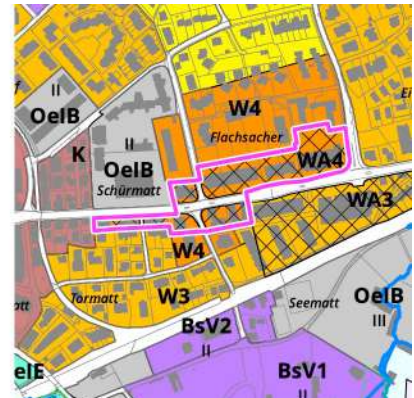 II
OeIB
W4
Flachsacher
K
II
OeIB
Schürmatt
WA4
WA3
W4
Tormatt
W3
Seematt
OeIB
III
BsV2
II
eIE
BsV1
II